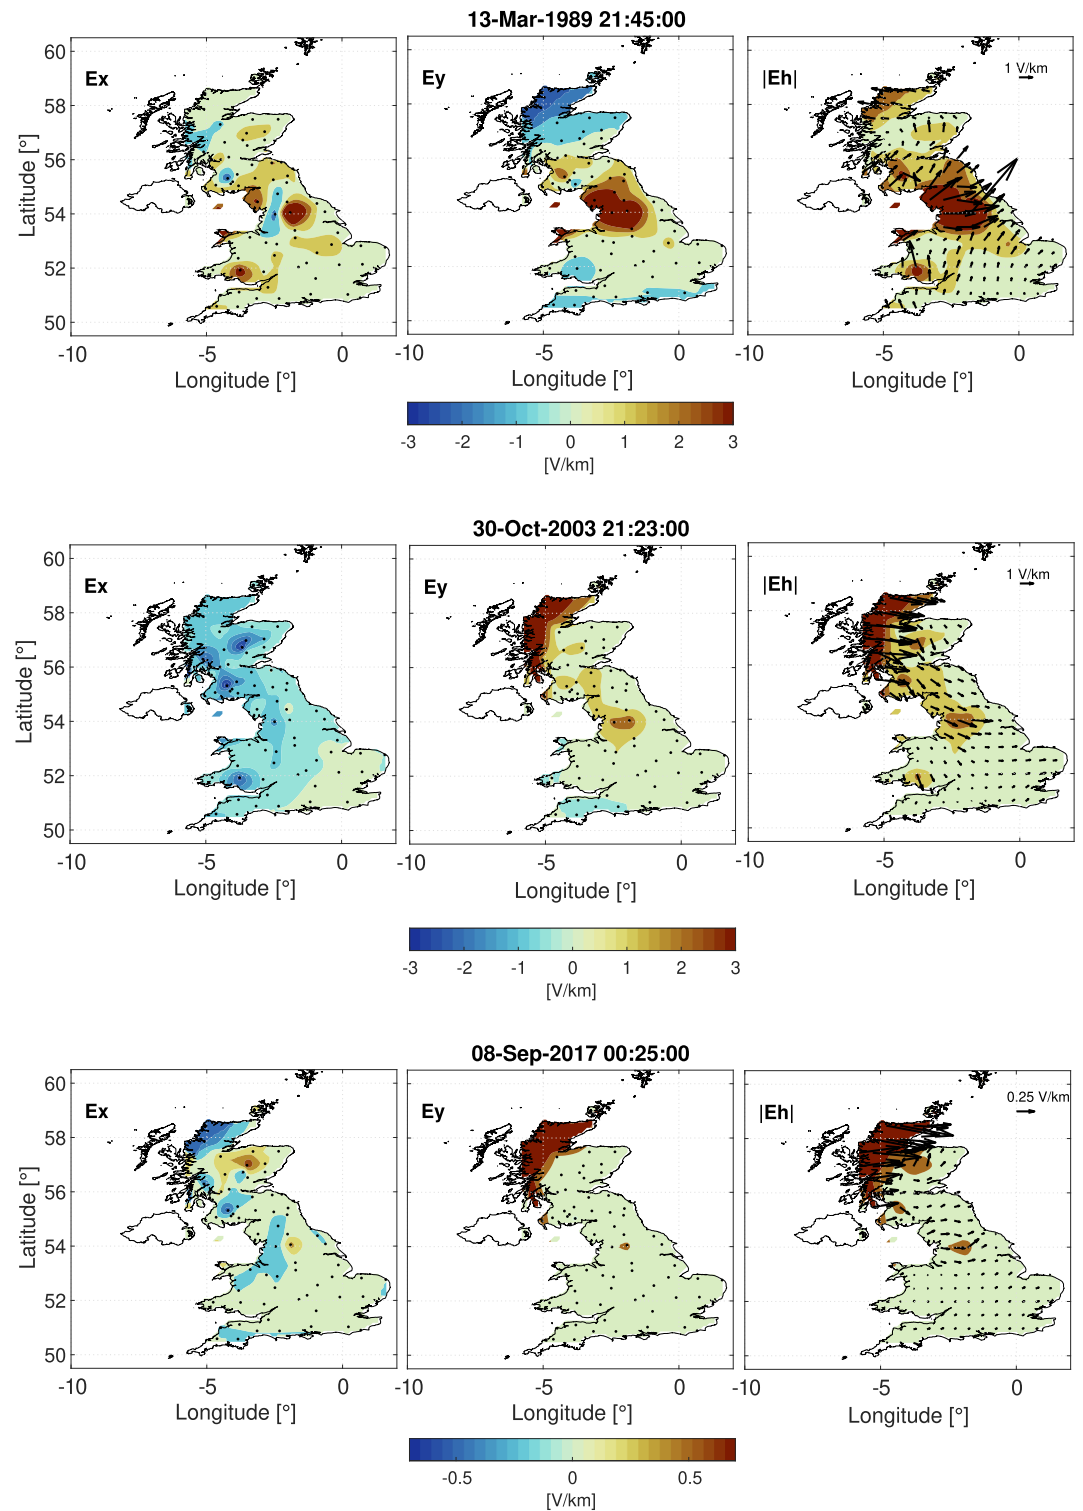 13-Mar-1989 21:45:00
Ex
Ey
|Eh|
1 V/km
60
58
56
54
52
50
Latitude [°]
-10 -5 0
-10 -5 0
-10 -5 0
Longitude [°]
Longitude [°]
Longitude [°]
-3 -2 -1 0 1 2 3
[V/km]
30-Oct-2003 21:23:00
Ex
Ey
|Eh|
1 V/km
60
58
56
54
52
50
Latitude [°]
-10 -5 0
-10 -5 0
-10 -5 0
Longitude [°]
Longitude [°]
Longitude [°]
-3 -2 -1 0 1 2 3
[V/km]
08-Sep-2017 00:25:00
Ex
Ey
|Eh|
0.25 V/km
60
58
56
54
52
50
Latitude [°]
-10 -5 0
-10 -5 0
-10 -5 0
Longitude [°]
Longitude [°]
Longitude [°]
-0.5 0 0.5
[V/km]